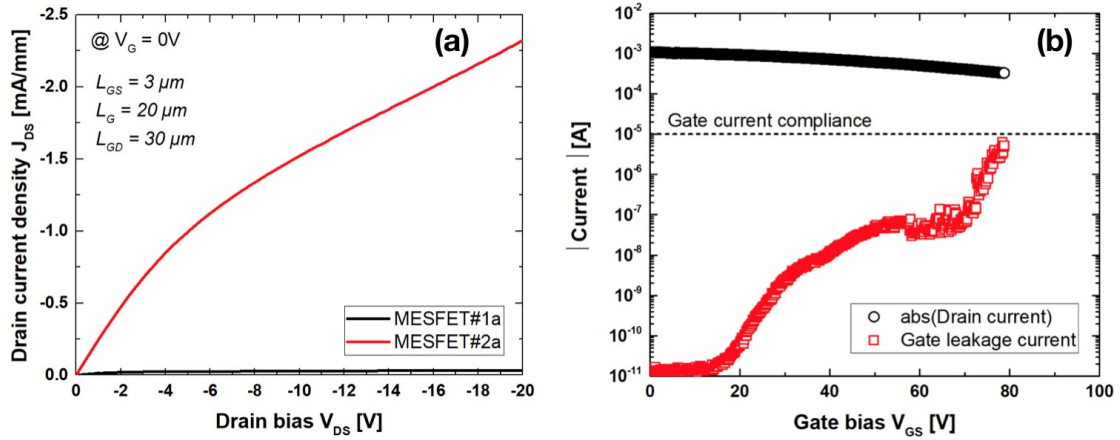 (a)
@ V_G = 0V
L_GS = 3 µm
L_G = 20 µm
L_GD = 30 µm
Drain current density J_DS [mA/mm]
-2.5
-2.0
-1.5
-1.0
-0.5
0.0
MESFET#1a
MESFET#2a
0 -2 -4 -6 -8 -10 -12 -14 -16 -18 -20
Drain bias V_DS [V]
(b)
|Current| [A]
10^-2
10^-3
10^-4
10^-5
10^-6
10^-7
10^-8
10^-9
10^-10
10^-11
Gate current compliance
abs(Drain current)
Gate leakage current
0 20 40 60 80 100
Gate bias V_GS [V]